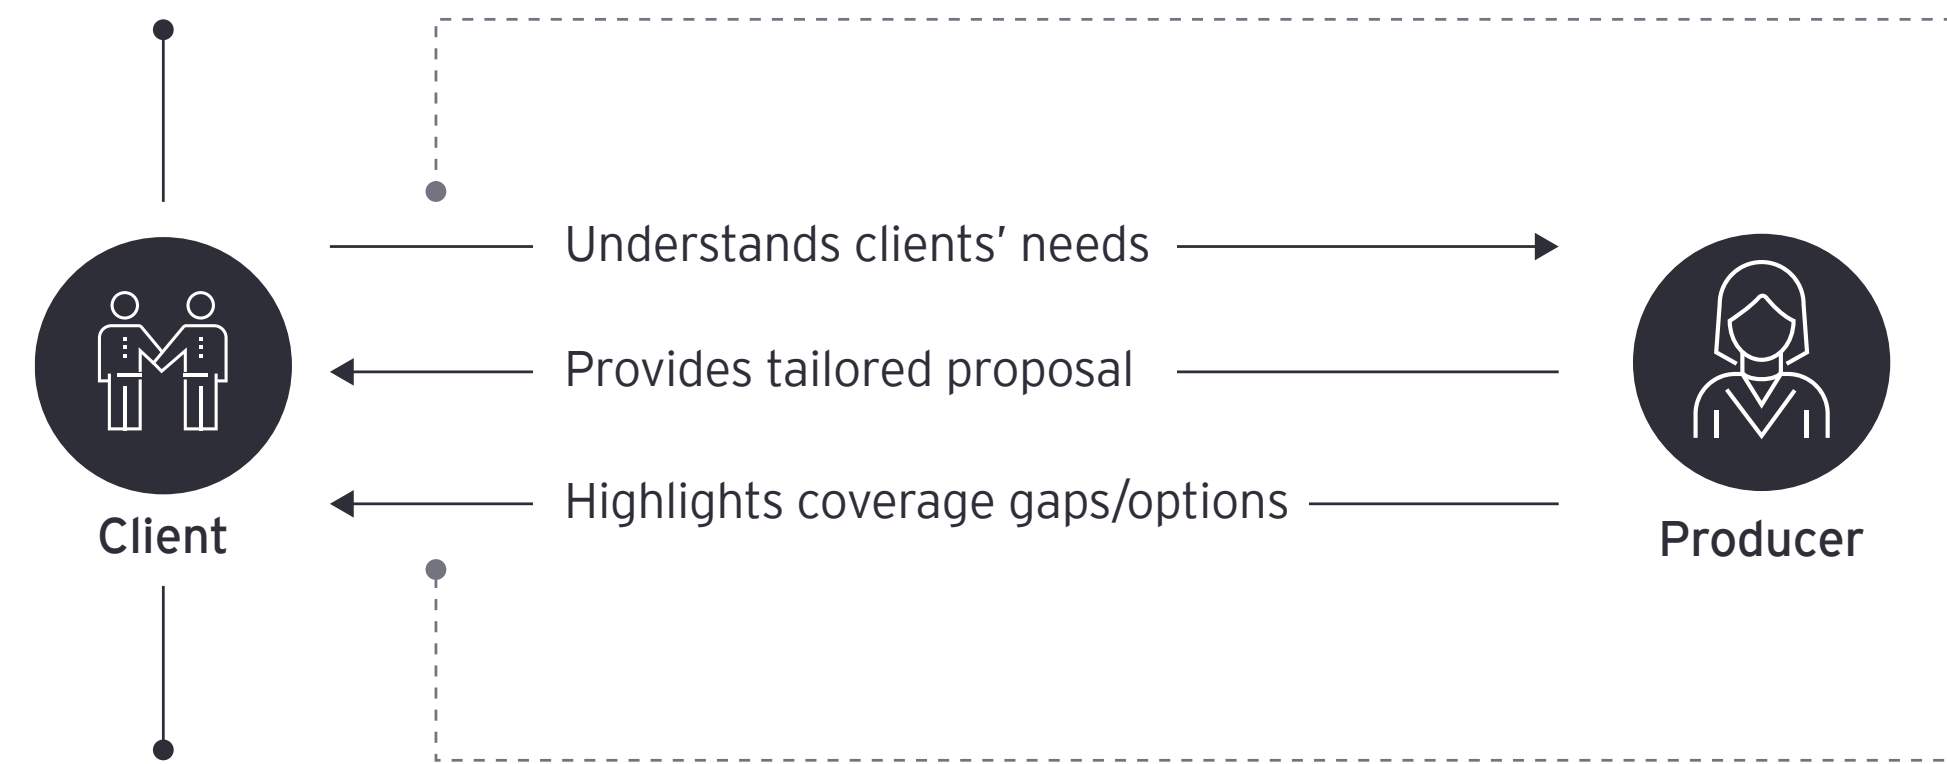 Understands clients’ needs
Provides tailored proposal
Highlights coverage gaps/options
Client
Producer